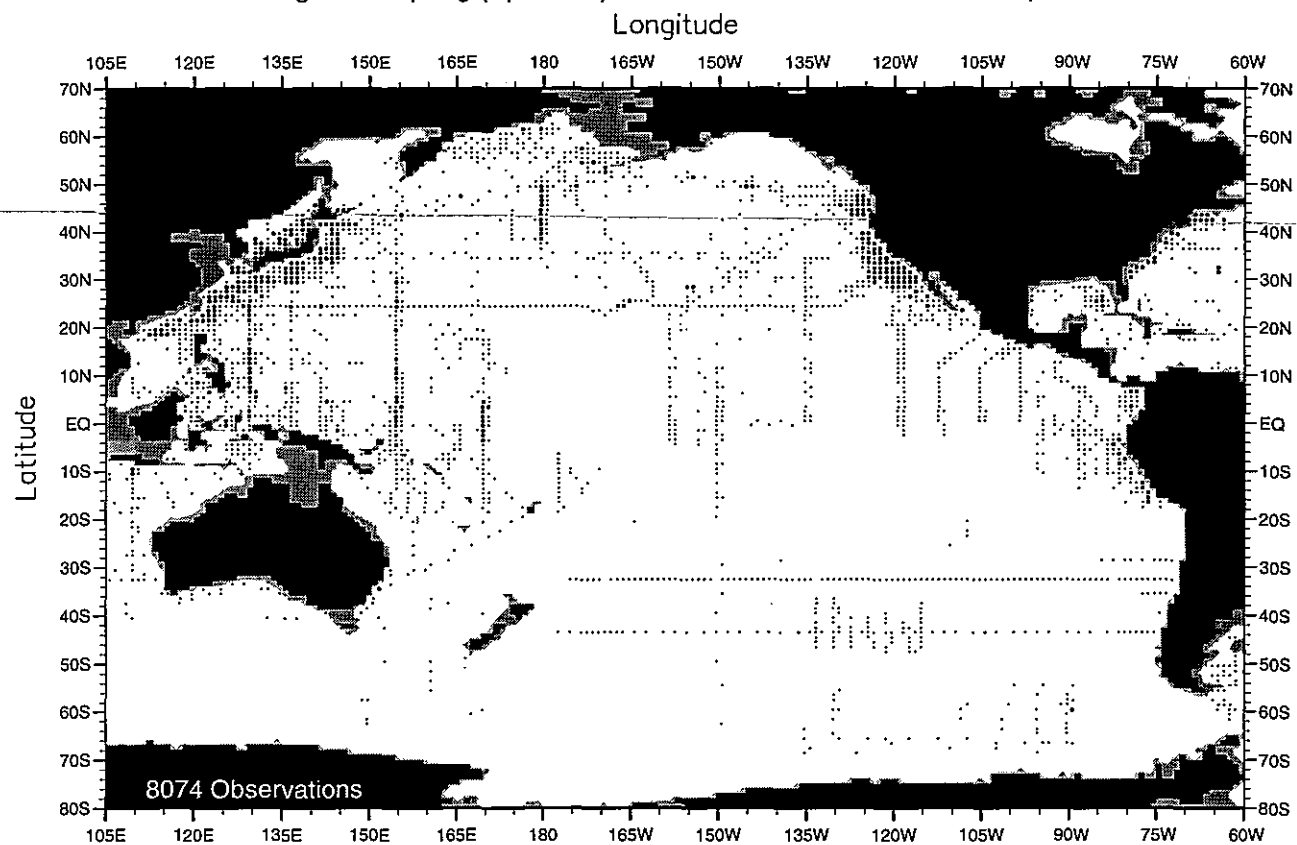 Longitude
105E 120E 135E 150E 165E 180 165W 150W 135W 120W 105W 90W 75W 60W
70N 70N
60N 60N
50N 50N
40N 40N
30N 30N
20N 20N
10N 10N
Latitude
EQ EQ
10S 10S
20S 20S
30S 30S
40S 40S
50S 50S
60S 60S
70S 70S
8074 Observations
80S 80S
105E 120E 135E 150E 165E 180 165W 150W 135W 120W 105W 90W 75W 60W